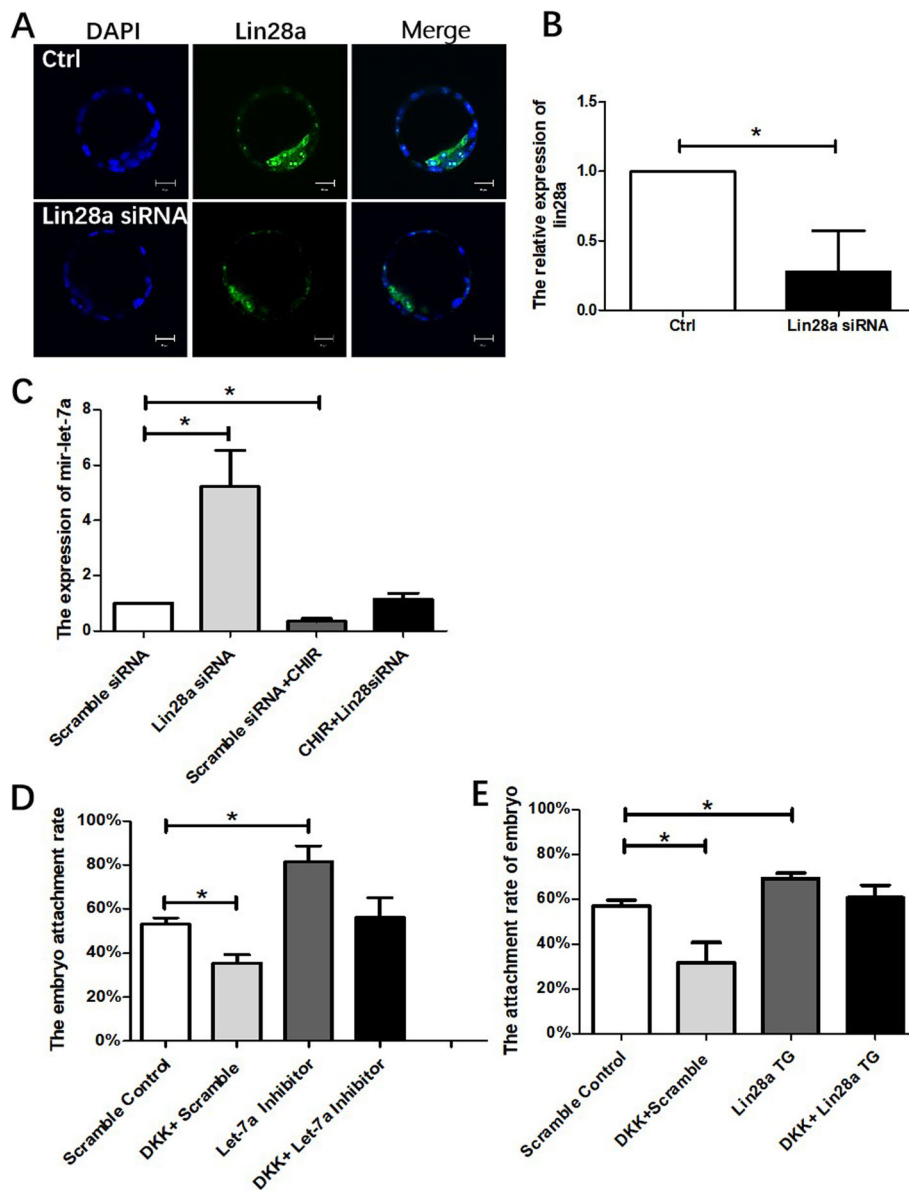 A
DAPI
Lin28a
Merge
Ctrl
Lin28a siRNA
B
The relative expression of
lin28a
1.5
1.0
0.5
0.0
*
Ctrl
Lin28a siRNA
C
The expression of mir-let-7a
8
6
4
2
0
*
*
Scramble siRNA
Lin28a siRNA
Scramble siRNA+CHIR
CHIR+Lin28siRNA
D
The embryo attachment rate
100%
80%
60%
40%
20%
0%
*
*
Scramble Control
DKK+ Scramble
Let-7a Inhibitor
DKK+ Let-7a Inhibitor
E
The attachment rate of embryo
100%
80%
60%
40%
20%
0%
*
*
Scramble Control
DKK+Scramble
Lin28a TG
DKK+ Lin28a TG